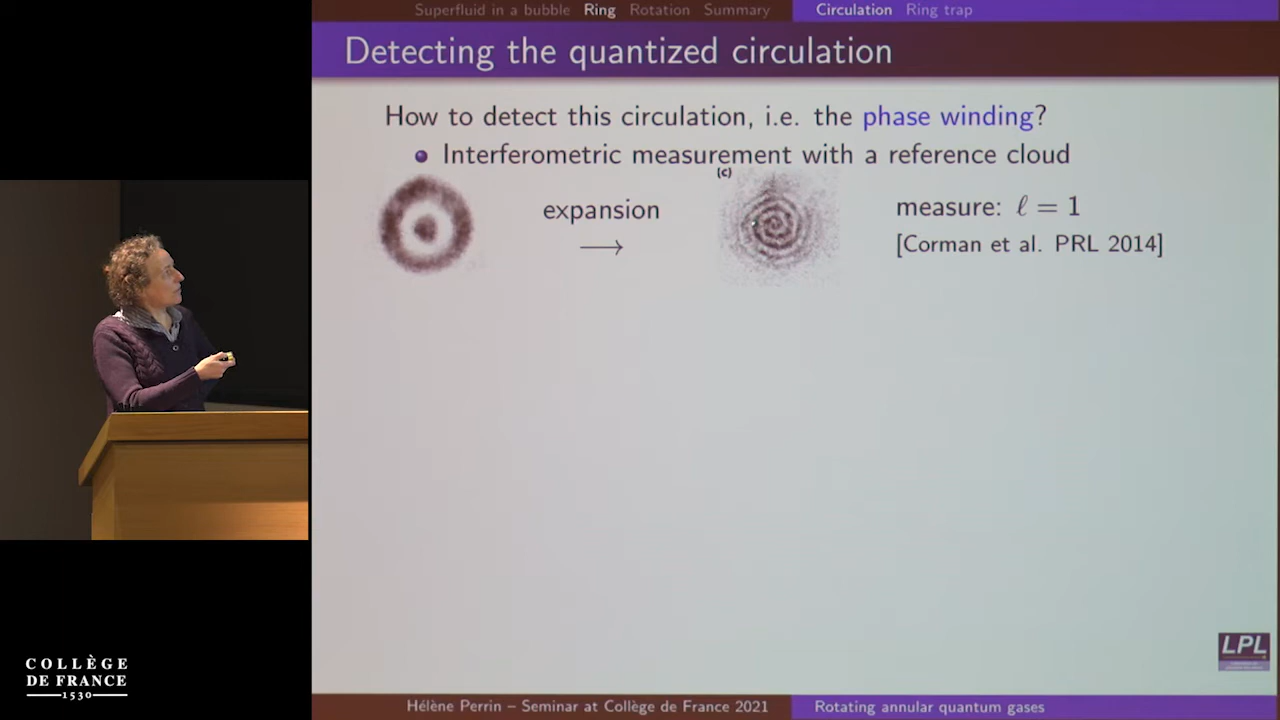 Superfluid in a bubble Ring Rotation Summary Circulation Ring trap
Detecting the quantized circulation
How to detect this circulation, i.e. the phase winding?
Interferometric measurement with a reference cloud
(c)
expansion
⟶
measure: ℓ = 1
[Corman et al. PRL 2014]
LPL
COLLÈGE
DE FRANCE
1530
Hélène Perrin – Seminar at Collège de France 2021 Rotating annular quantum gases